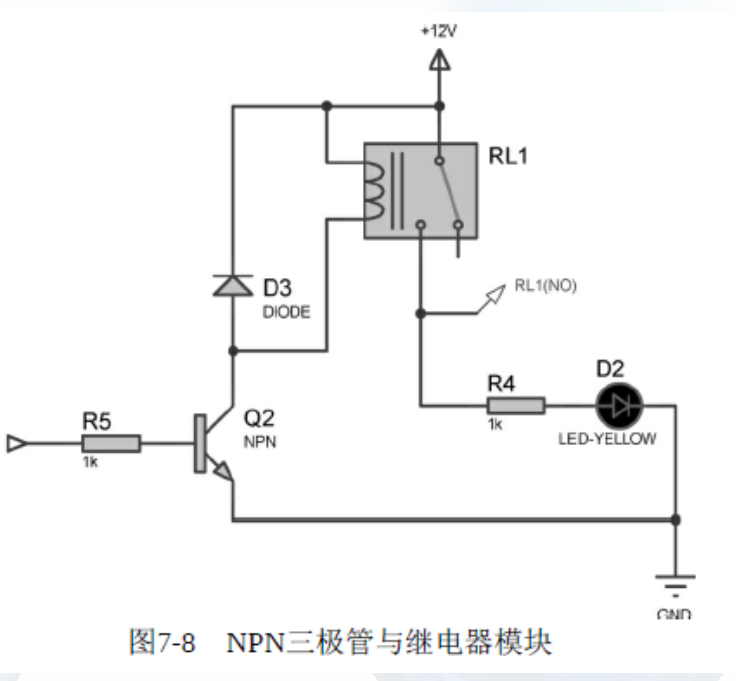 +12V
RL1
RL1(NO)
D3
DIODE
D2
R4
1k
LED-YELLOW
R5
1k
Q2
NPN
GND
图7-8 NPN三极管与继电器模块